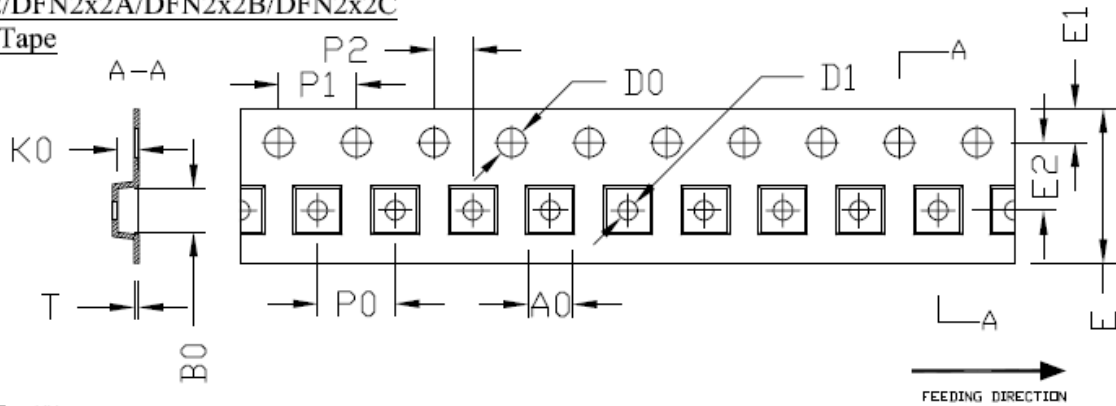 /DFN2x2A/DFN2x2B/DFN2x2C
Tape
A-A
P2
P1
D0
D1
A
E1
K0
E2
T
B0
P0
A0
A
E
FEEDING DIRECTION